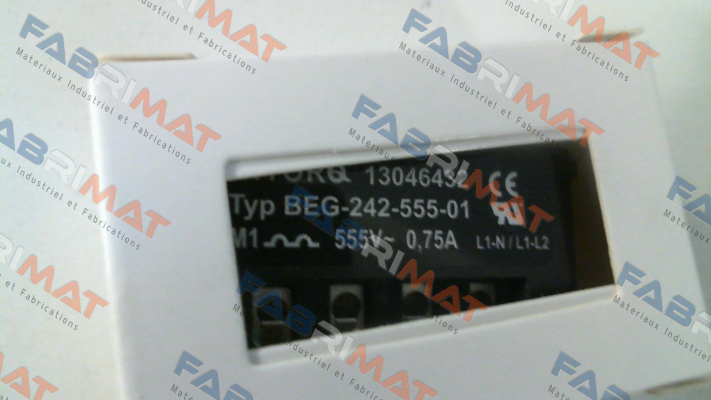 TORQ 13046432 CE
Typ BEG-242-555-01
M1 555V~ 0,75A L1-N / L1-L2
FABRIMAT
Materiaux Industriel et Fabrications